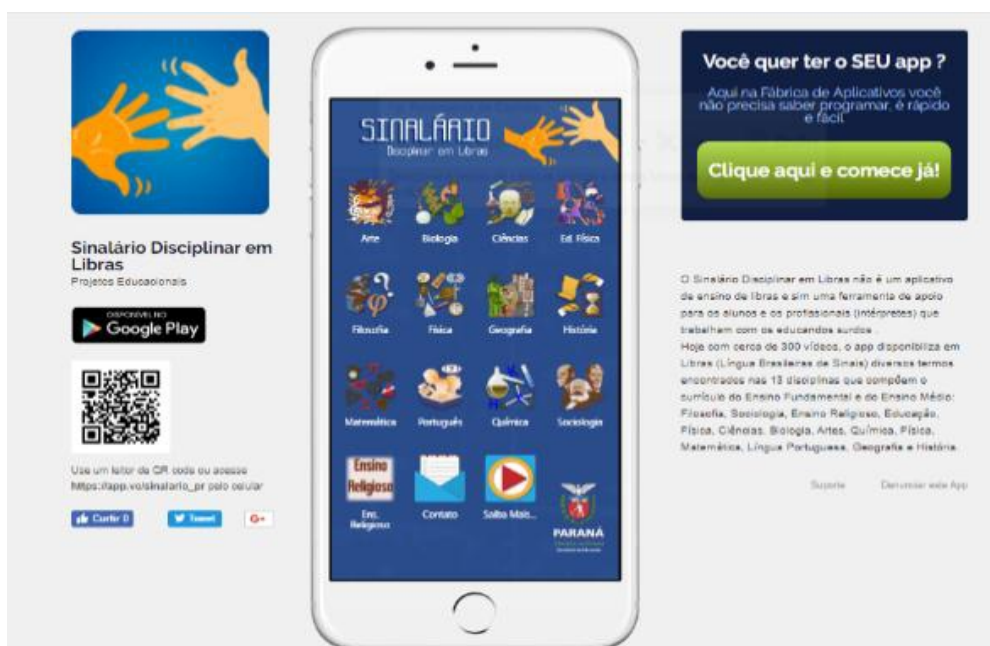 Sinalário Disciplinar em
Libras
Projetos Educacionais
DISPONÍVEL NO
Google Play
Use um leitor de QR code ou acesse
https://app.vc/sinalario_pr pelo celular
Curtir 0
Tweet
G+
SINALÁRIO
Disciplinar em Libras
Arte
Biologia
Ciências
Ed. Física
Filosofia
Física
Geografia
História
Matemática
Português
Química
Sociologia
Ensino
Religioso
Ens.
Religioso
Contato
Saiba Mais...
PARANÁ
Você quer ter o SEU app ?
Aqui na Fábrica de Aplicativos você
não precisa saber programar, é rápido
e fácil
Clique aqui e comece já!
O Sinalário Disciplinar em Libras não é um aplicativo
de ensino de libras e sim uma ferramenta de apoio
para os alunos e os profissionais (intérpretes) que
trabalham com os educandos surdos .
Hoje com cerca de 300 vídeos, o app disponibiliza em
Libras (Língua Brasileiras de Sinais) diversos termos
encontrados nas 13 disciplinas que compõem o
currículo do Ensino Fundamental e do Ensino Médio:
Filosofia, Sociologia, Ensino Religioso, Educação,
Física, Ciências, Biologia, Artes, Química, Física,
Matemática, Língua Portuguesa, Geografia e História.
Suporte
Denunciar este App